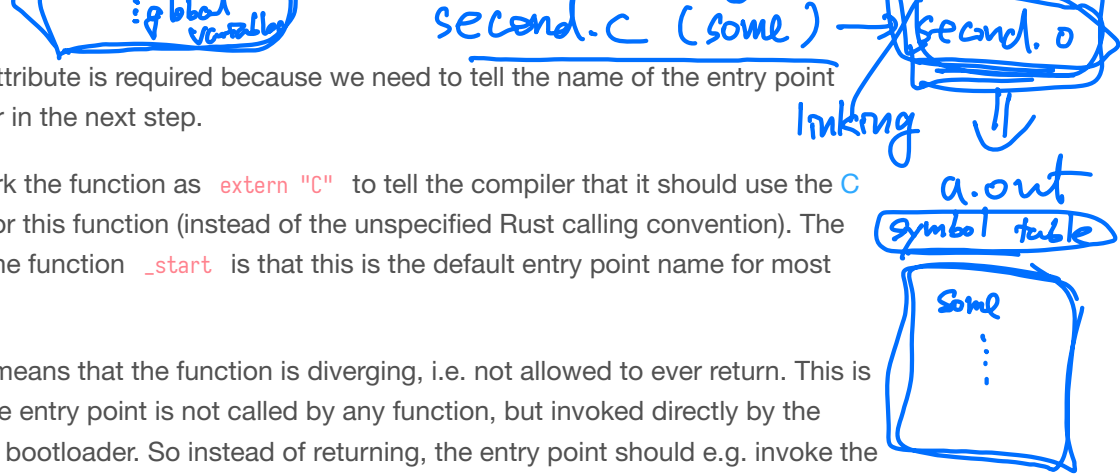 global
variable
second.c (some) → second.o
ttribute is required because we need to tell the name of the entry point
r in the next step.
linking
rk the function as extern "C" to tell the compiler that it should use the C
a.out
or this function (instead of the unspecified Rust calling convention). The
symbol table
ne function _start is that this is the default entry point name for most
some
means that the function is diverging, i.e. not allowed to ever return. This is
e entry point is not called by any function, but invoked directly by the
bootloader. So instead of returning, the entry point should e.g. invoke the